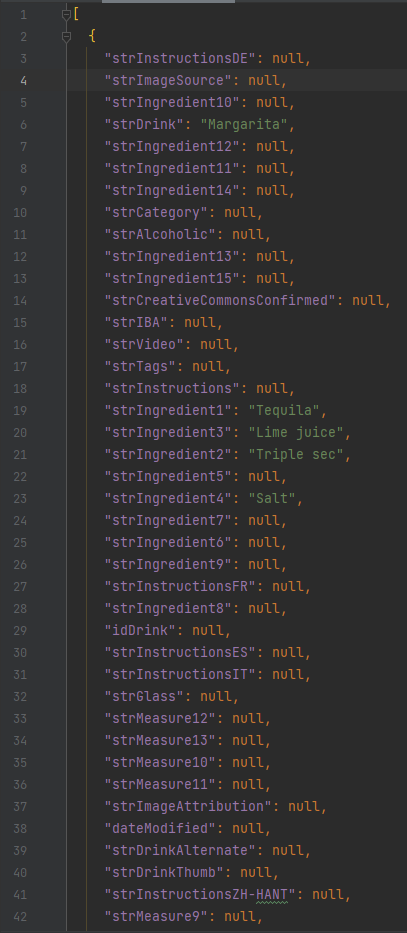 1 [
2 {
3 "strInstructionsDE": null,
4 "strImageSource": null,
5 "strIngredient10": null,
6 "strDrink": "Margarita",
7 "strIngredient12": null,
8 "strIngredient11": null,
9 "strIngredient14": null,
10 "strCategory": null,
11 "strAlcoholic": null,
12 "strIngredient13": null,
13 "strIngredient15": null,
14 "strCreativeCommonsConfirmed": null,
15 "strIBA": null,
16 "strVideo": null,
17 "strTags": null,
18 "strInstructions": null,
19 "strIngredient1": "Tequila",
20 "strIngredient3": "Lime juice",
21 "strIngredient2": "Triple sec",
22 "strIngredient5": null,
23 "strIngredient4": "Salt",
24 "strIngredient7": null,
25 "strIngredient6": null,
26 "strIngredient9": null,
27 "strInstructionsFR": null,
28 "strIngredient8": null,
29 "idDrink": null,
30 "strInstructionsES": null,
31 "strInstructionsIT": null,
32 "strGlass": null,
33 "strMeasure12": null,
34 "strMeasure13": null,
35 "strMeasure10": null,
36 "strMeasure11": null,
37 "strImageAttribution": null,
38 "dateModified": null,
39 "strDrinkAlternate": null,
40 "strDrinkThumb": null,
41 "strInstructionsZH-HANT": null,
42 "strMeasure9": null,